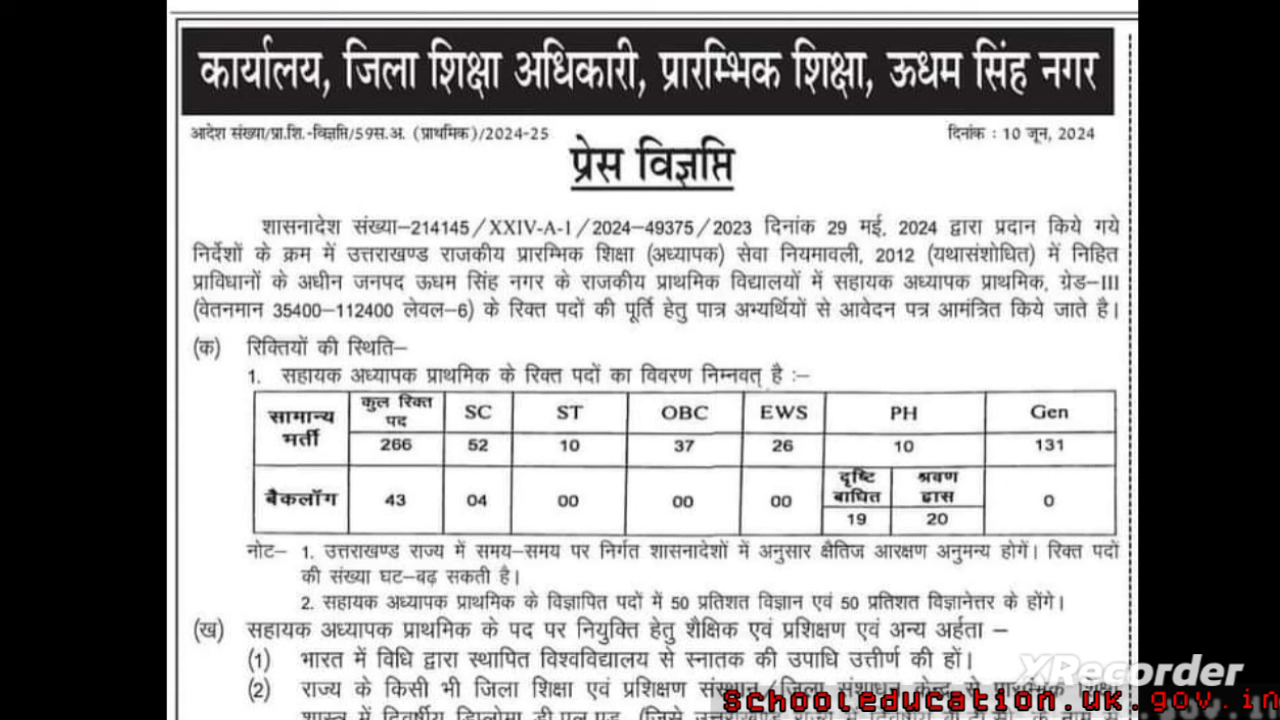 कार्यालय, जिला शिक्षा अधिकारी, प्रारम्भिक शिक्षा, ऊधम सिंह नगर
आदेश संख्या/प्रा.शि.-विज्ञप्ति/59स.अ. (प्राथमिक)/2024-25 दिनांक : 10 जून, 2024
प्रेस विज्ञप्ति
शासनादेश संख्या–214145/XXIV-A-1/2024–49375/2023 दिनांक 29 मई, 2024 द्वारा प्रदान किये गये
निर्देशों के क्रम में उत्तराखण्ड राजकीय प्रारम्भिक शिक्षा (अध्यापक) सेवा नियमावली, 2012 (यथासंशोधित) में निहित
प्राविधानों के अधीन जनपद ऊधम सिंह नगर के राजकीय प्राथमिक विद्यालयों में सहायक अध्यापक प्राथमिक, ग्रेड–III
(वेतनमान 35400–112400 लेवल–6) के रिक्त पदों की पूर्ति हेतु पात्र अभ्यर्थियों से आवेदन पत्र आमंत्रित किये जाते है।
(क) रिक्तियों की स्थिति–
1. सहायक अध्यापक प्राथमिक के रिक्त पदों का विवरण निम्नवत् है :–
सामान्य भर्ती कुल रिक्त पद SC ST OBC EWS PH Gen
266 52 10 37 26 10 131
बैकलॉग 43 04 00 00 00 दृष्टि बाधित श्रवण ह्रास 0
19 20
नोट– 1. उत्तराखण्ड राज्य में समय–समय पर निर्गत शासनादेशों में अनुसार क्षैतिज आरक्षण अनुमन्य होगें। रिक्त पदों
की संख्या घट–बढ़ सकती है।
2. सहायक अध्यापक प्राथमिक के विज्ञापित पदों में 50 प्रतिशत विज्ञान एवं 50 प्रतिशत विज्ञानेत्तर के होंगे।
(ख) सहायक अध्यापक प्राथमिक के पद पर नियुक्ति हेतु शैक्षिक एवं प्रशिक्षण एवं अन्य अर्हता –
(1) भारत में विधि द्वारा स्थापित विश्वविद्यालय से स्नातक की उपाधि उत्तीर्ण की हों।
XRecorder
(2) राज्य के किसी भी जिला शिक्षा एवं प्रशिक्षण संस्थान/जिला संशाधन केन्द्र से प्रारम्भिक शिक्षा
Schooleducation.uk.gov.in